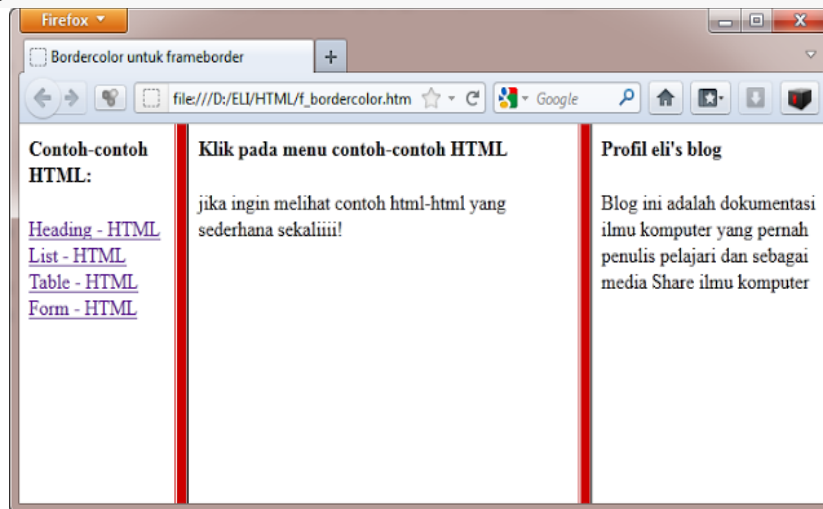 Firefox
Bordercolor untuk frameborder
file:///D:/ELI/HTML/f_bordercolor.htm
Google
Contoh-contoh
HTML:
Heading - HTML
List - HTML
Table - HTML
Form - HTML
Klik pada menu contoh-contoh HTML
jika ingin melihat contoh html-html yang
sederhana sekaliiii!
Profil eli's blog
Blog ini adalah dokumentasi
ilmu komputer yang pernah
penulis pelajari dan sebagai
media Share ilmu komputer